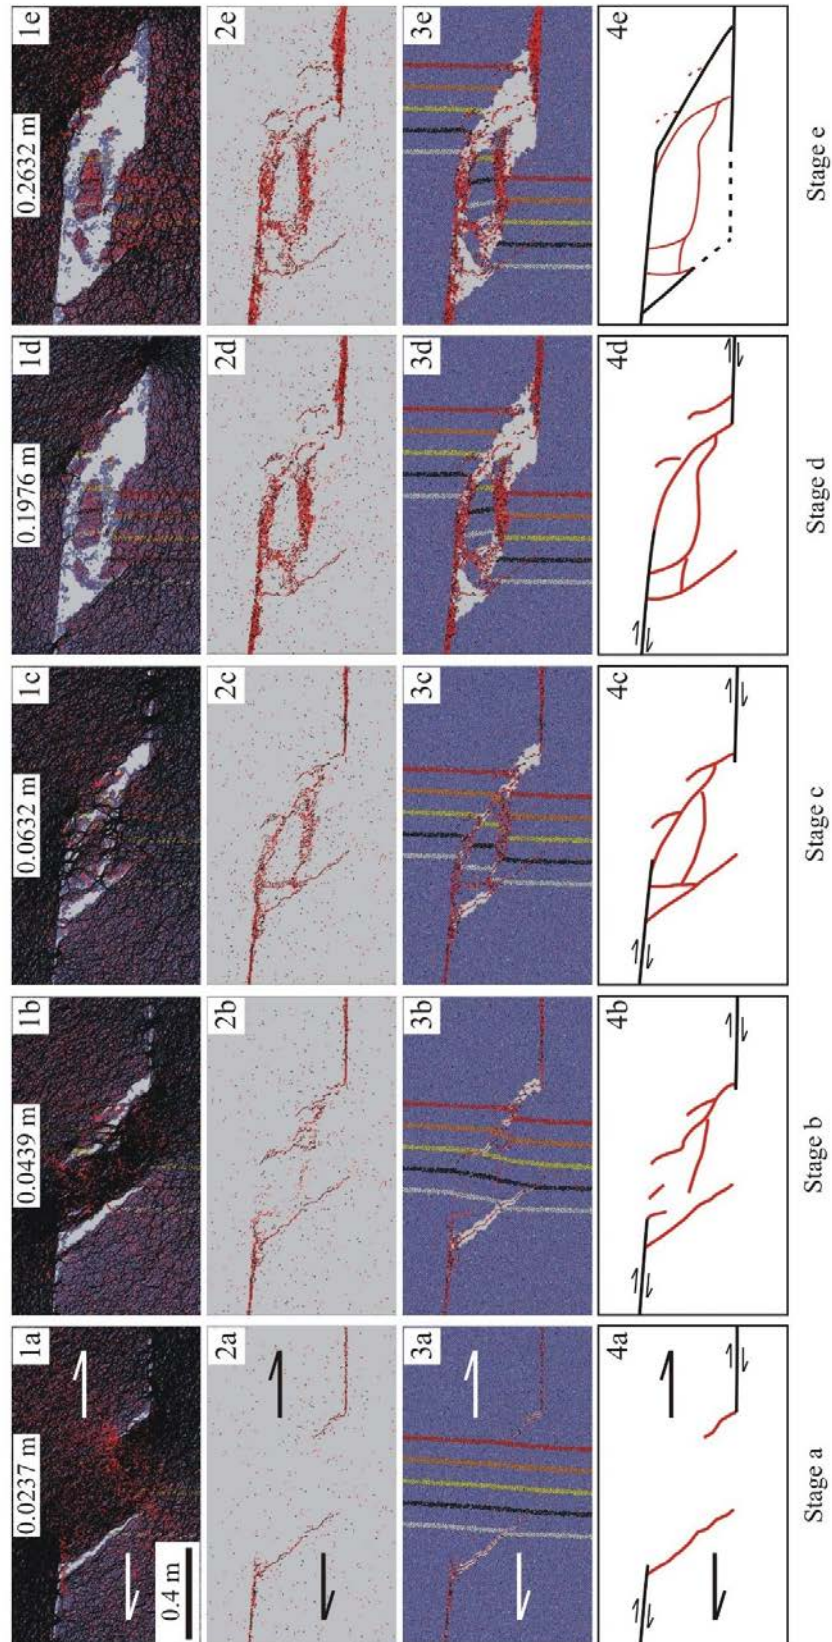 0.0237 m
0.0439 m
0.0632 m
0.1976 m
0.2632 m
1a
1b
1c
1d
1e
0.4 m
2a
2b
2c
2d
2e
3a
3b
3c
3d
3e
4a
4b
4c
4d
4e
Stage a
Stage b
Stage c
Stage d
Stage e